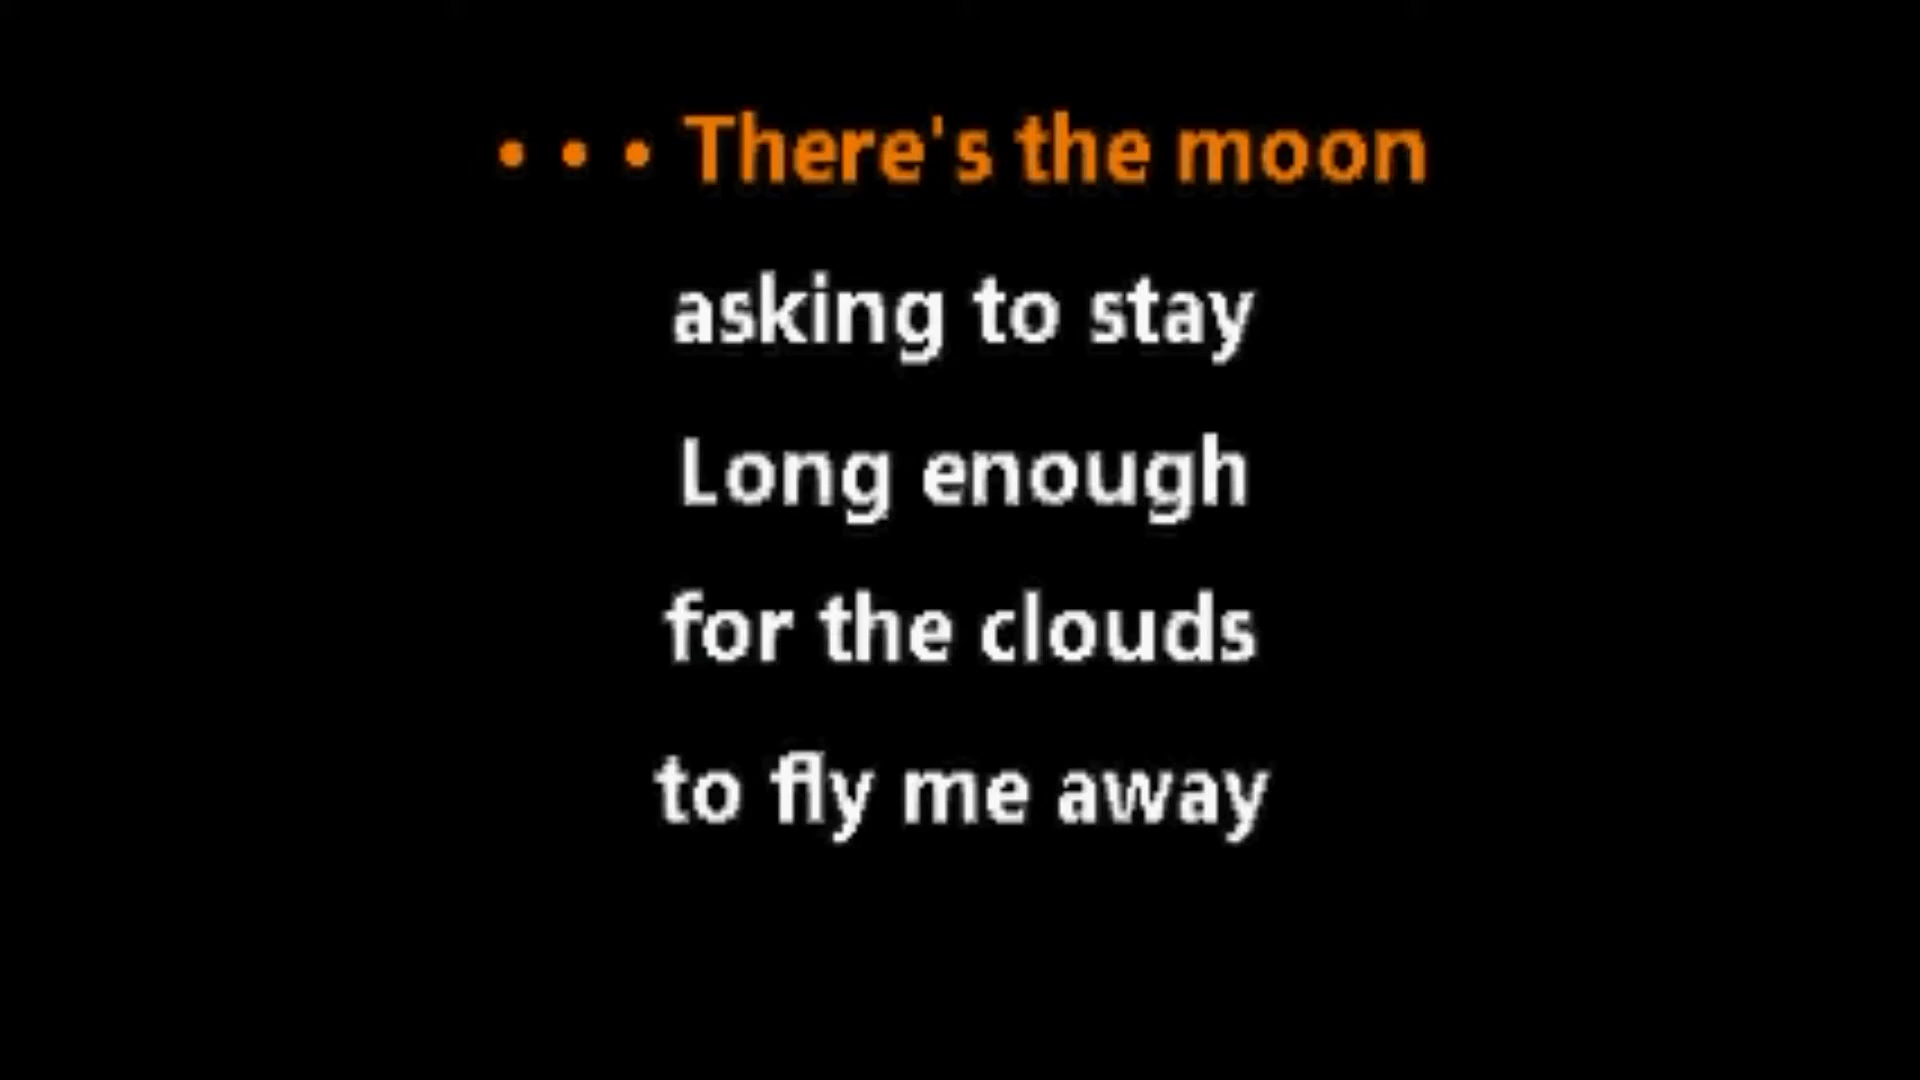 • • • There's the moon
asking to stay
Long enough
for the clouds
to fly me away